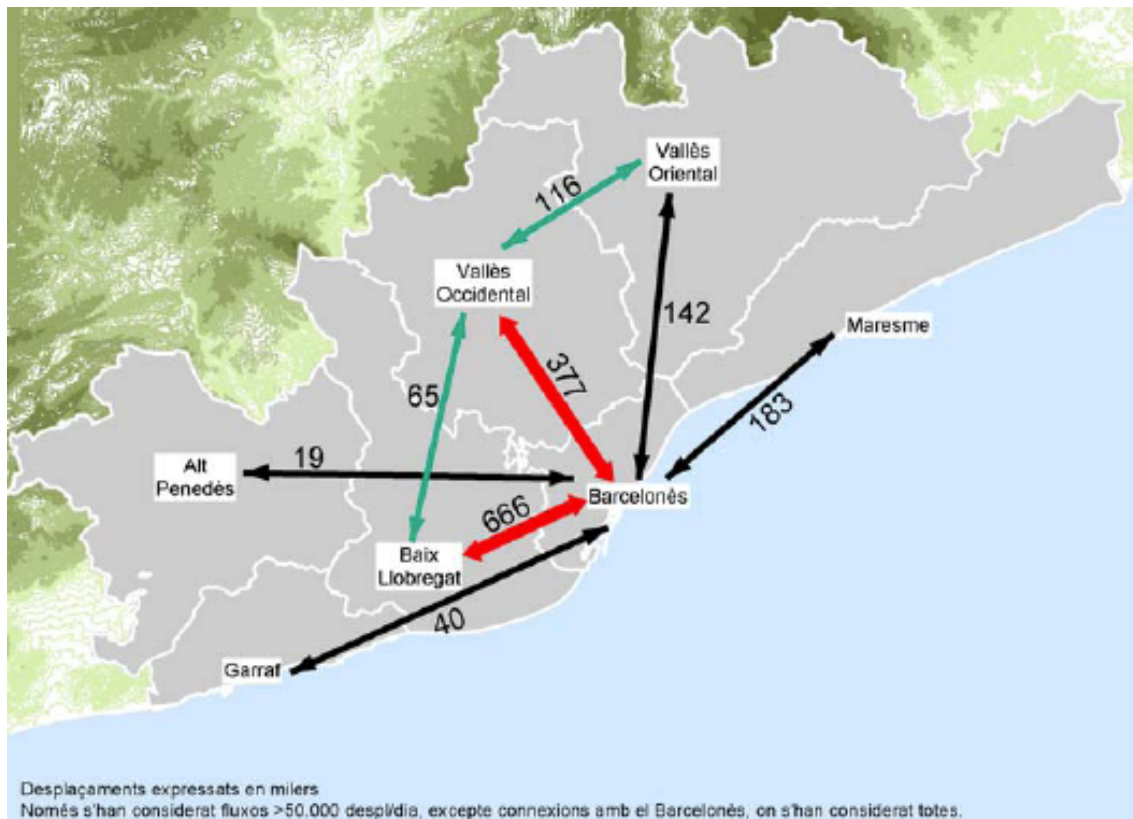 Vallès
Oriental
116
Vallès
Occidental
142
Maresme
377
65
183
19
Alt
Penedès
Barcelonès
666
Baix
Llobregat
40
Garraf
Desplaçaments expressats en milers
Només s'han considerat fluxos >50.000 despl/dia, excepte connexions amb el Barcelonès, on s'han considerat totes.